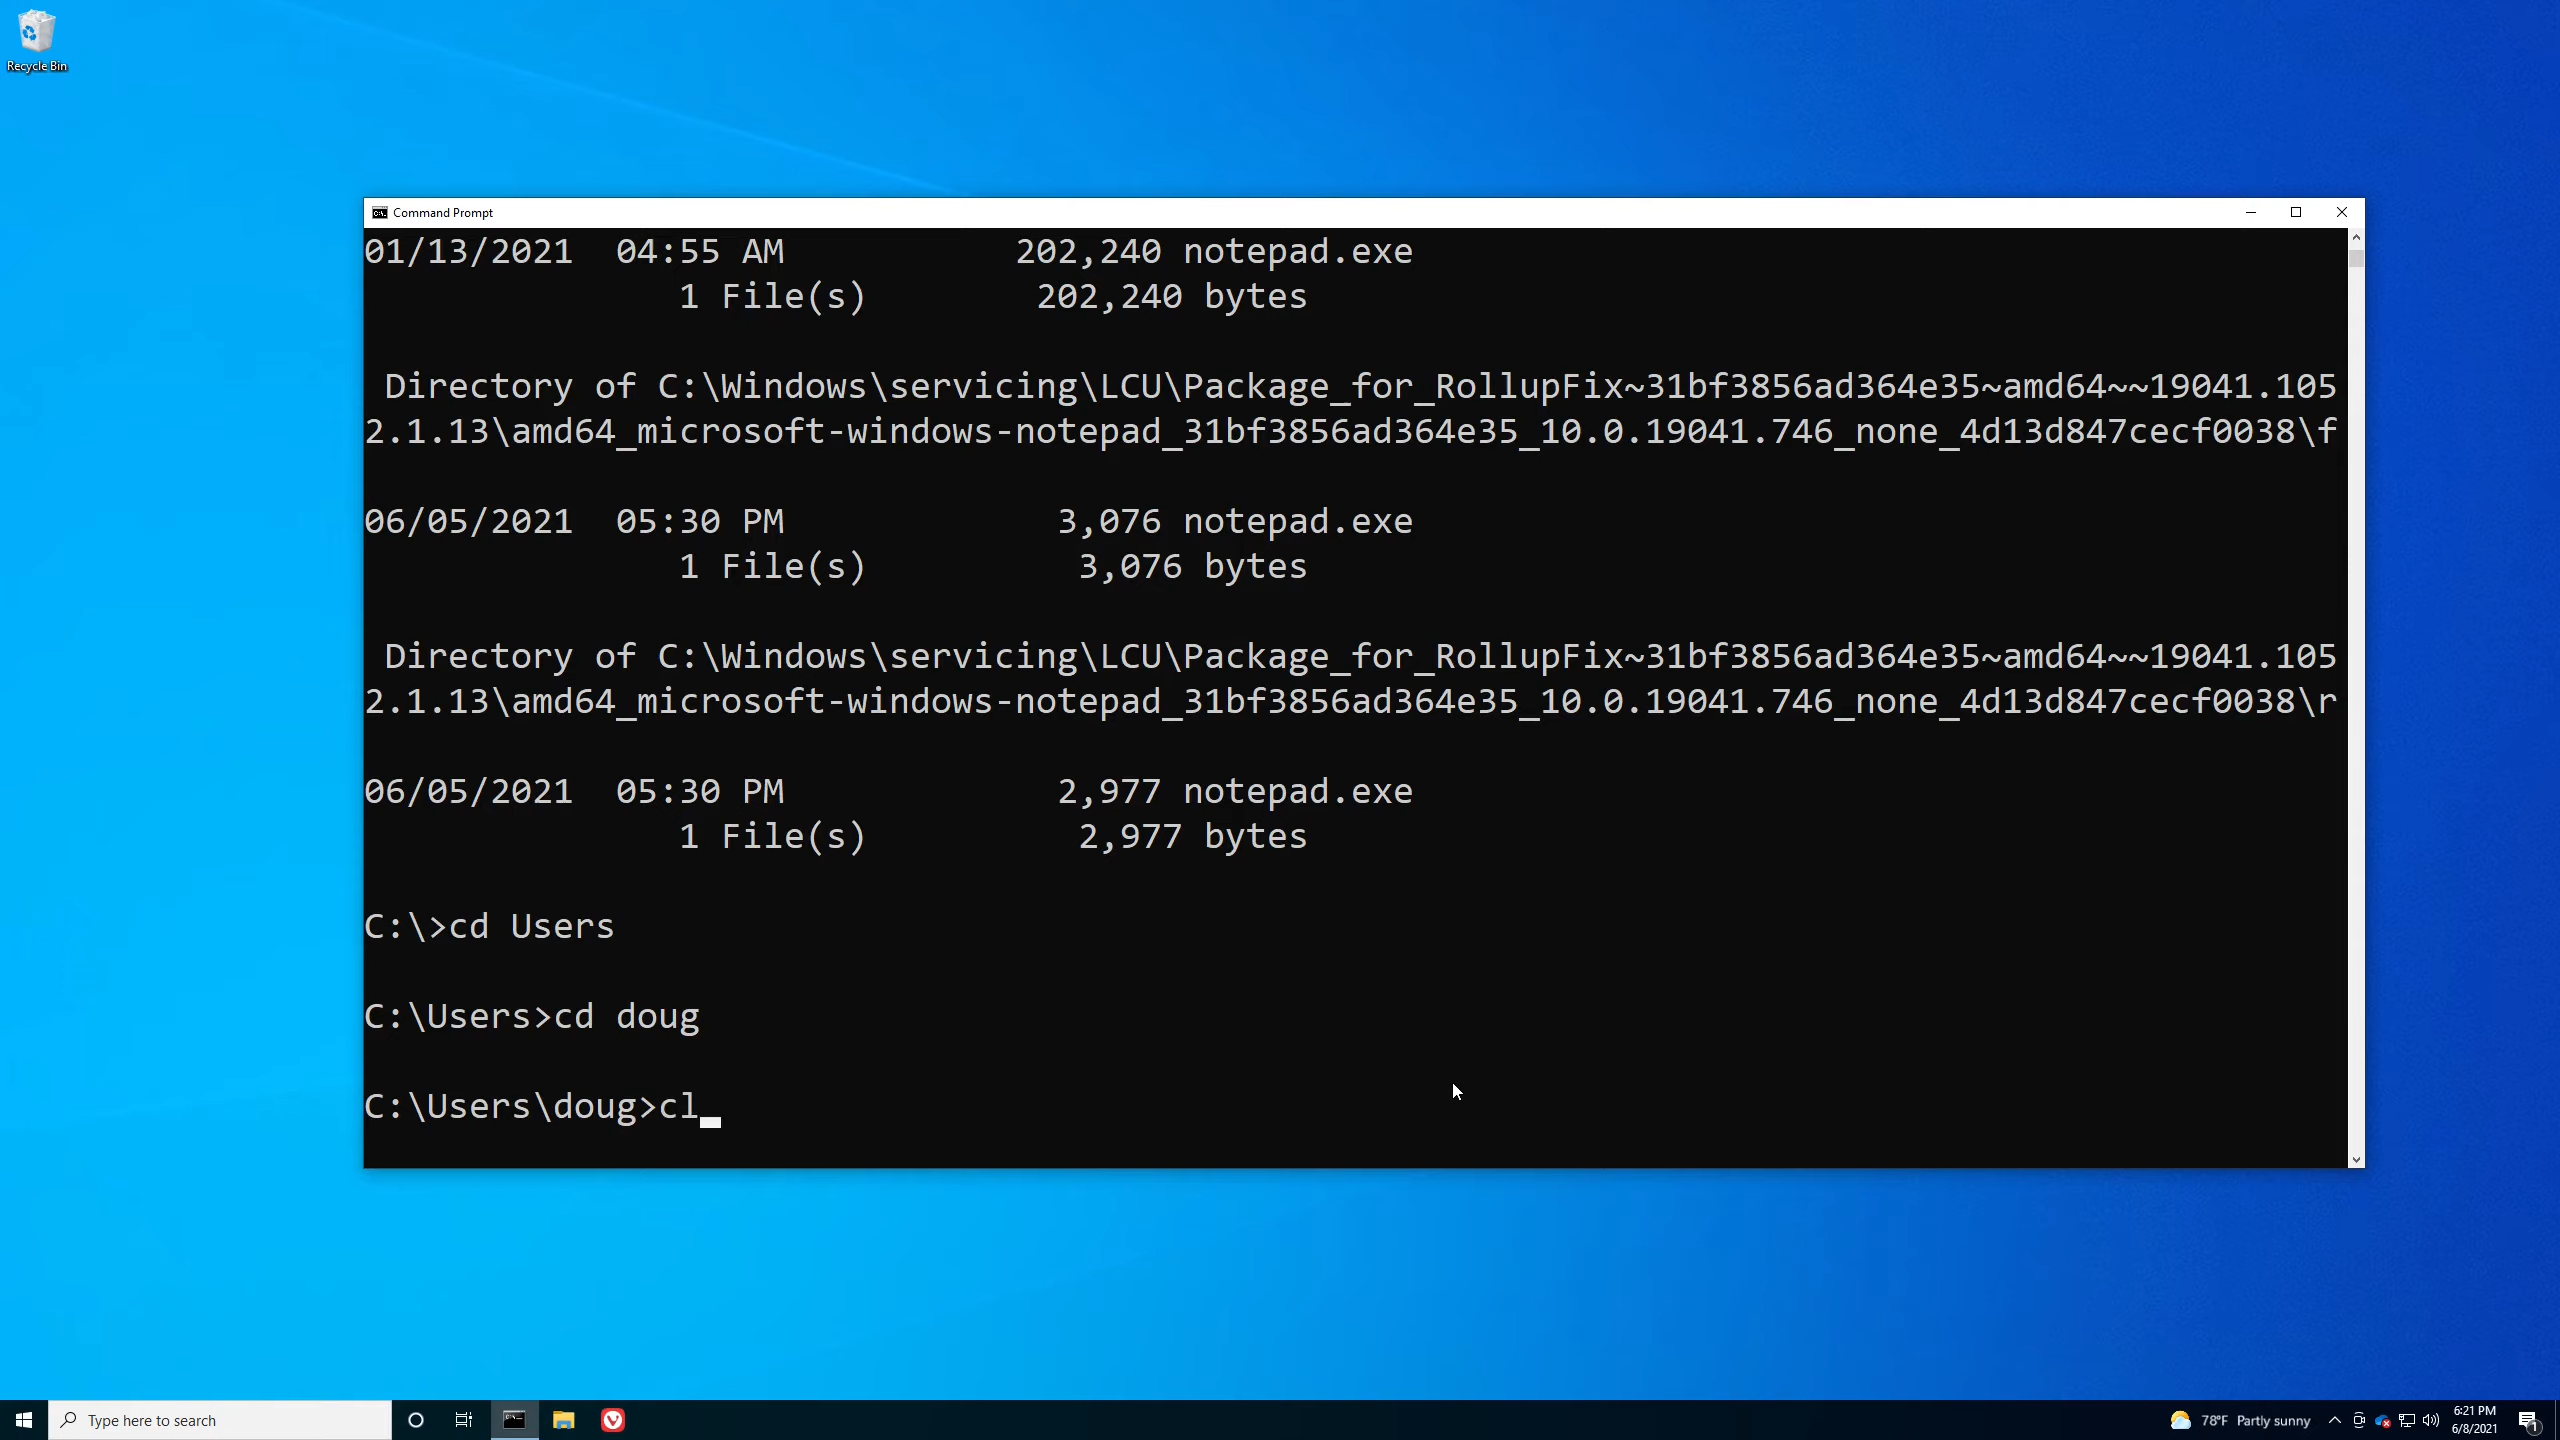 Recycle Bin
Command Prompt
01/13/2021  04:55 AM           202,240 notepad.exe
               1 File(s)        202,240 bytes
 Directory of C:\Windows\servicing\LCU\Package_for_RollupFix~31bf3856ad364e35~amd64~~19041.105
2.1.13\amd64_microsoft-windows-notepad_31bf3856ad364e35_10.0.19041.746_none_4d13d847cecf0038\f
06/05/2021  05:30 PM             3,076 notepad.exe
               1 File(s)          3,076 bytes
 Directory of C:\Windows\servicing\LCU\Package_for_RollupFix~31bf3856ad364e35~amd64~~19041.105
2.1.13\amd64_microsoft-windows-notepad_31bf3856ad364e35_10.0.19041.746_none_4d13d847cecf0038\r
06/05/2021  05:30 PM             2,977 notepad.exe
               1 File(s)          2,977 bytes
C:\>cd Users
C:\Users>cd doug
C:\Users\doug>cl_
Type here to search
78°F Partly sunny
6:21 PM
6/8/2021
1